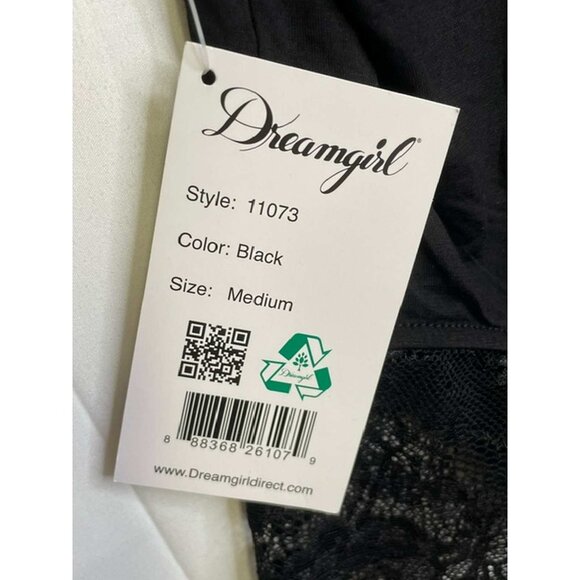 Dreamgirl®
Style: 11073
Color: Black
Size: Medium
Dreamgirl
8 88368 26107 9
www.Dreamgirldirect.com